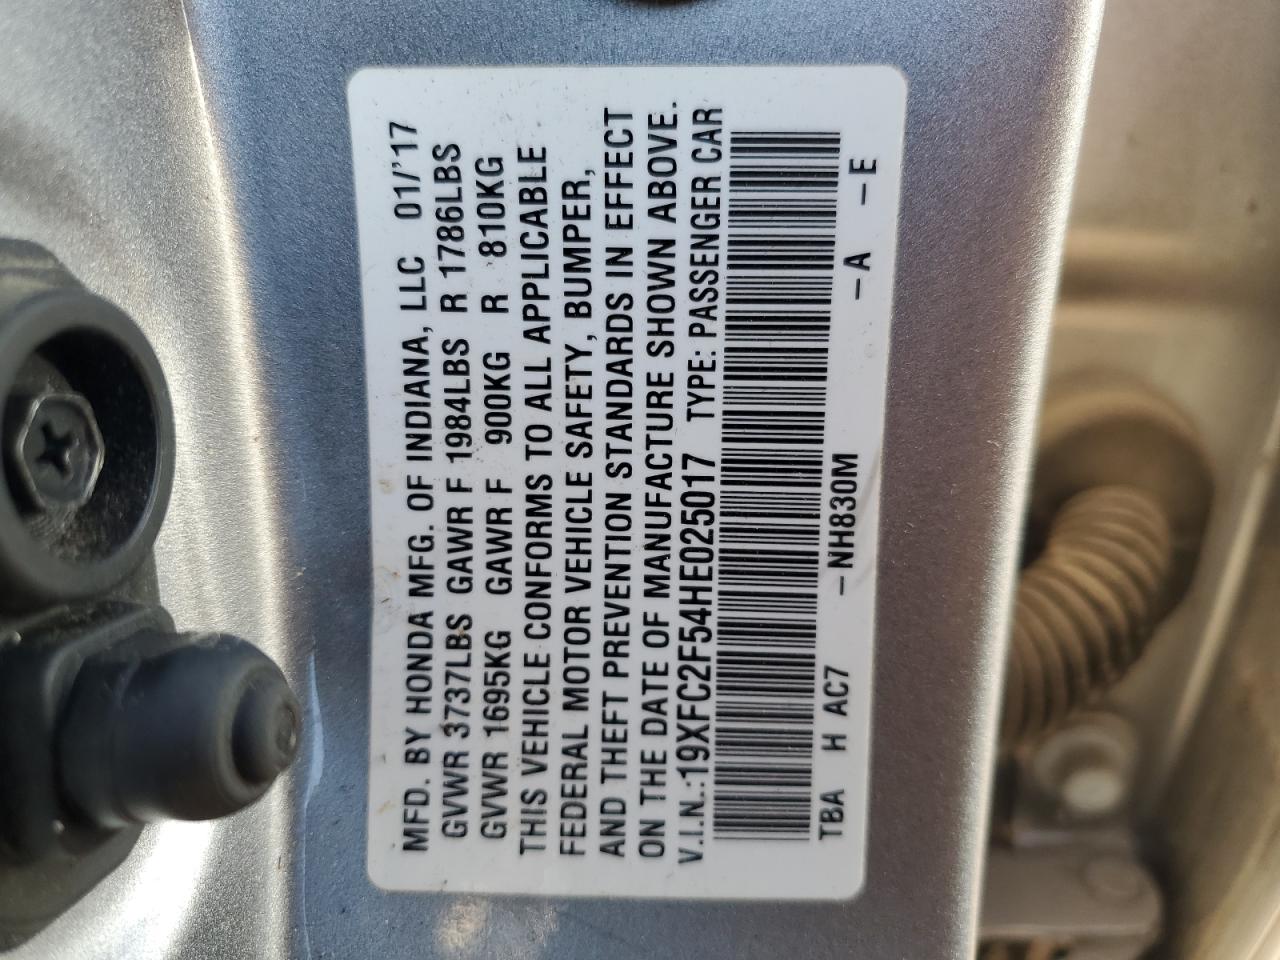 MFD. BY HONDA MFG. OF INDIANA, LLC 01/'17
GVWR 3737LBS GAWR F 1984LBS R 1786LBS
GVWR 1695KG GAWR F 900KG R 810KG
THIS VEHICLE CONFORMS TO ALL APPLICABLE
FEDERAL MOTOR VEHICLE SAFETY, BUMPER,
AND THEFT PREVENTION STANDARDS IN EFFECT
ON THE DATE OF MANUFACTURE SHOWN ABOVE.
V.I.N.:19XFC2F54HE025017 TYPE: PASSENGER CAR
TBA H AC7 -NH830M -A -E